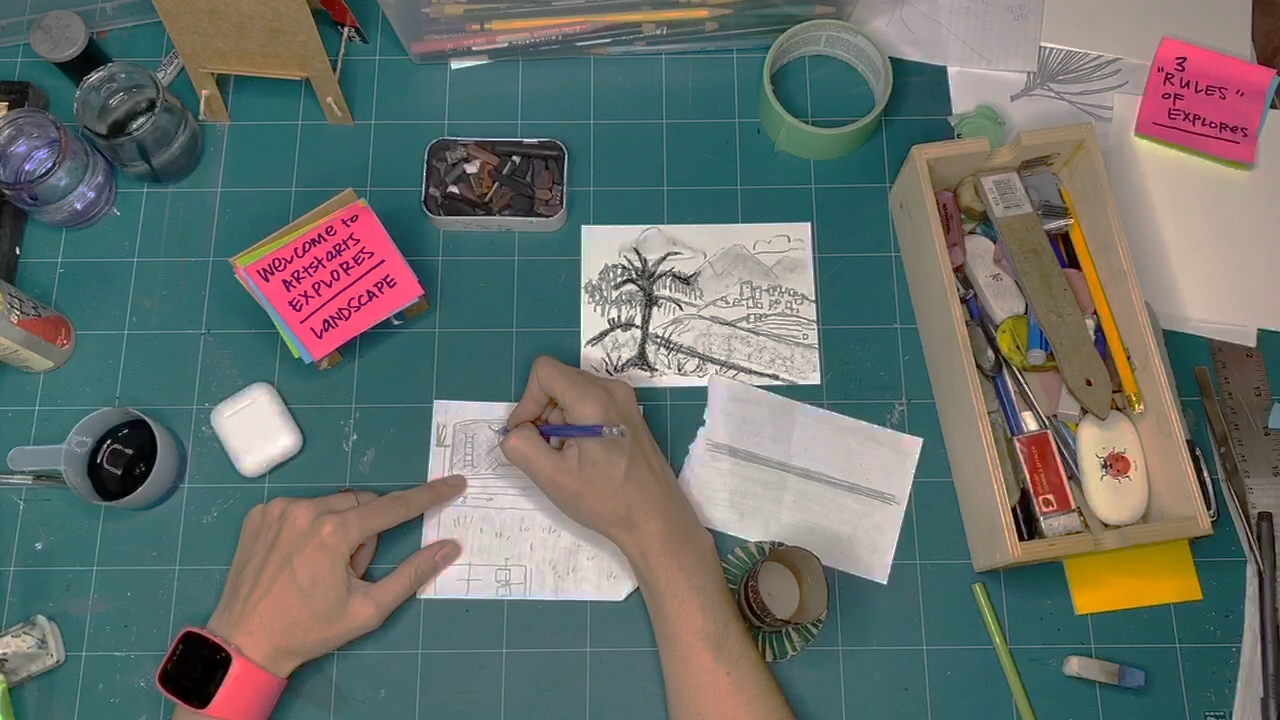 Welcome to
ARTSTARTS
EXPLORES
LANDSCAPE
3
"RULES"
OF
EXPLORES